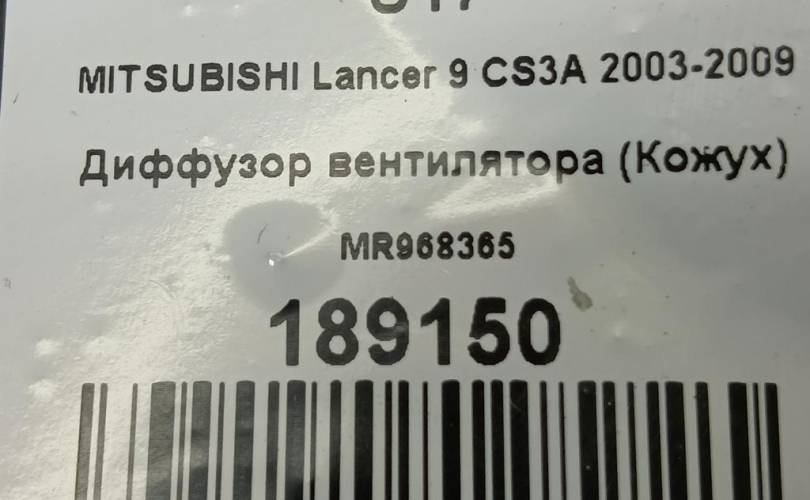 MITSUBISHI Lancer 9 CS3A 2003-2009
Диффузор вентилятора (Кожух)
MR968365
189150